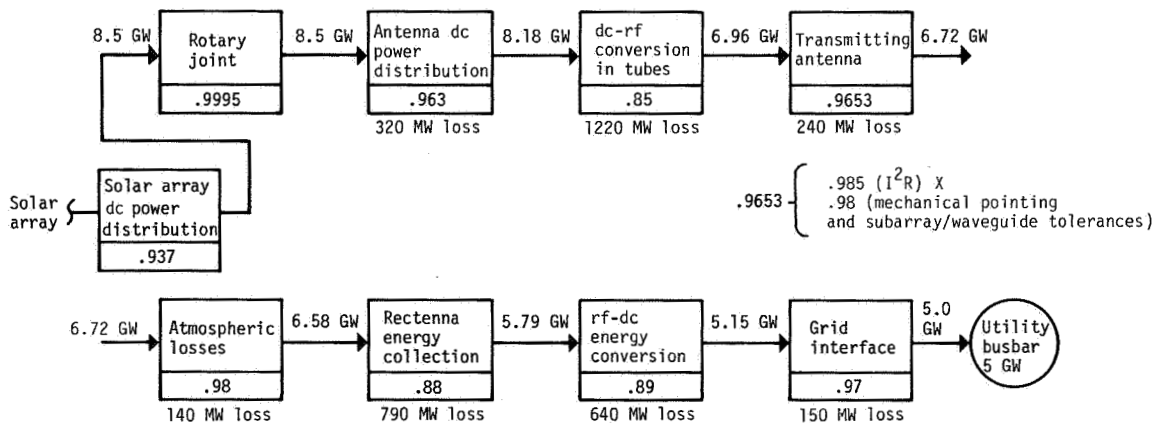 8.5 GW
Rotary
joint
.9995
8.5 GW
Antenna dc
power
distribution
.963
320 MW loss
8.18 GW
dc-rf
conversion
in tubes
.85
1220 MW loss
6.96 GW
Transmitting
antenna
.9653
240 MW loss
6.72 GW
Solar
array
Solar array
dc power
distribution
.937
.9653
.985 (I²R) X
.98 (mechanical pointing
and subarray/waveguide tolerances)
6.72 GW
Atmospheric
losses
.98
140 MW loss
6.58 GW
Rectenna
energy
collection
.88
790 MW loss
5.79 GW
rf-dc
energy
conversion
.89
640 MW loss
5.15 GW
Grid
interface
.97
150 MW loss
5.0
GW
Utility
busbar
5 GW